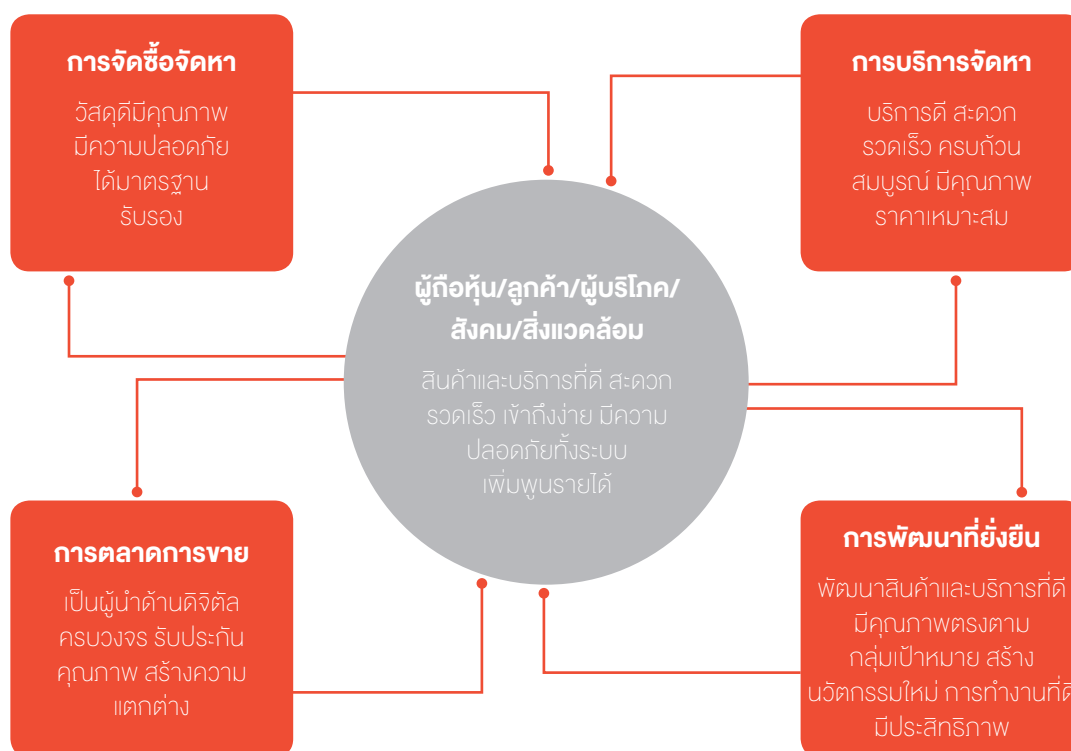 การจัดซื้อจัดหา
วัสดุดีมีคุณภาพ
มีความปลอดภัย
ได้มาตรฐาน
รับรอง
การบริการจัดหา
บริการดี สะดวก
รวดเร็ว ครบถ้วน
สมบูรณ์ มีคุณภาพ
ราคาเหมาะสม
ผู้ถือหุ้น/ลูกค้า/ผู้บริโภค/
สังคม/สิ่งแวดล้อม
สินค้าและบริการที่ดี สะดวก
รวดเร็ว เข้าถึงง่าย มีความ
ปลอดภัยทั้งระบบ
เพิ่มพูนรายได้
การตลาดการขาย
เป็นผู้นำด้านดิจิตัล
ครบวงจร รับประกัน
คุณภาพ สร้างความ
แตกต่าง
การพัฒนาที่ยั่งยืน
พัฒนาสินค้าและบริการที่ดี
มีคุณภาพตรงตาม
กลุ่มเป้าหมาย สร้าง
นวัตกรรมใหม่ การทำงานที่ดี
มีประสิทธิภาพ